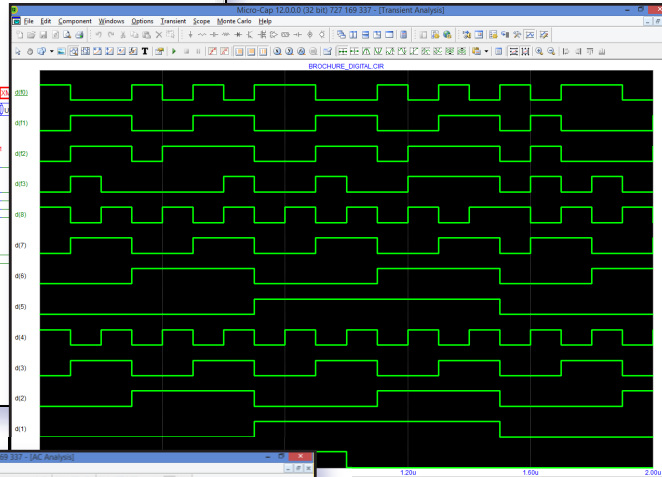 Micro-Cap 12.0.0.0 (32 bit) 727 169 337 - [Transient Analysis]
File Edit Component Windows Options Transient Scope Monte Carlo Help
BROCHURE_DIGITAL.CIR
d(f0)
d(f1)
d(f2)
d(f3)
d(8)
d(7)
d(6)
d(5)
d(4)
d(3)
d(2)
d(1)
69 337 - [AC Analysis]
1.20u 1.60u 2.00u